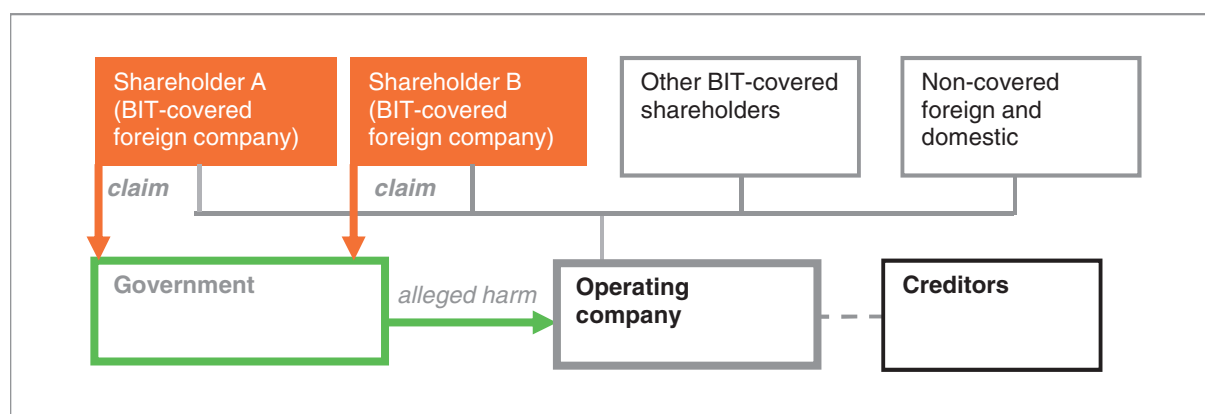 Shareholder A
(BIT-covered
foreign company)
Shareholder B
(BIT-covered
foreign company)
Other BIT-covered
shareholders
Non-covered
foreign and
domestic
claim
claim
Government
alleged harm
Operating
company
Creditors